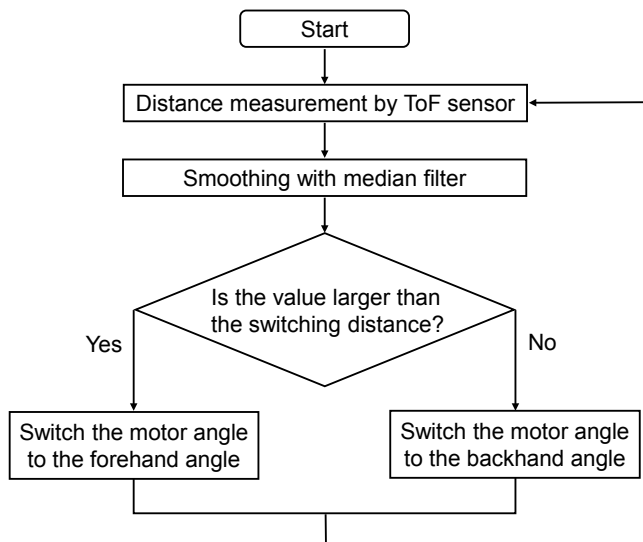 Start
Distance measurement by ToF sensor
Smoothing with median filter
Is the value larger than
the switching distance?
Yes
No
Switch the motor angle
to the forehand angle
Switch the motor angle
to the backhand angle